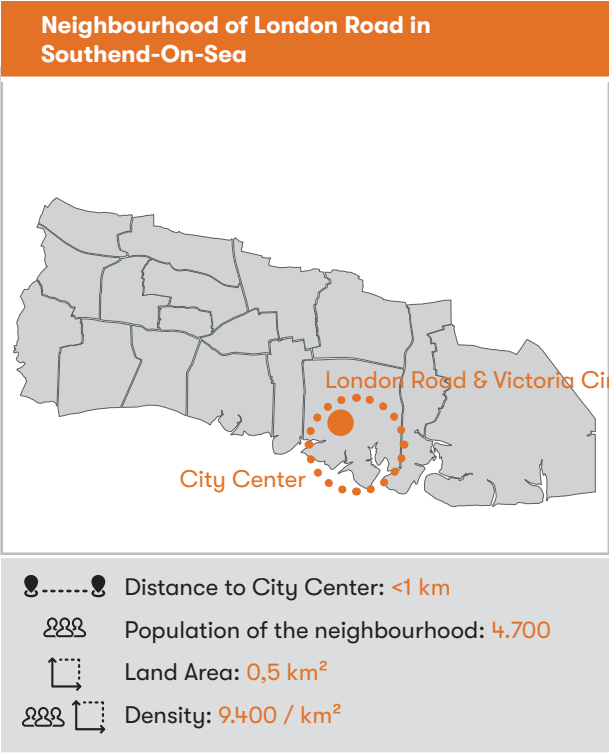 Neighbourhood of London Road in
Southend-On-Sea
London Road & Victoria Cir
City Center
Distance to City Center: <1 km
Population of the neighbourhood: 4.700
Land Area: 0,5 km²
Density: 9.400 / km²